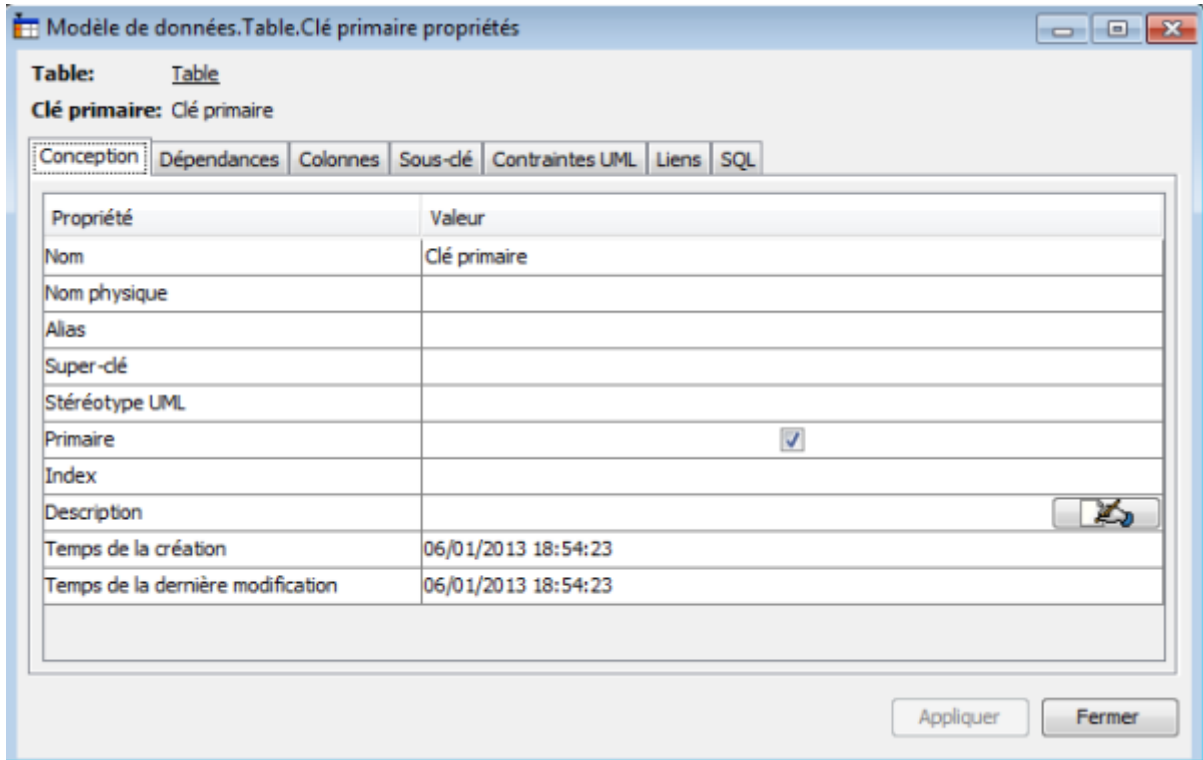 Modèle de données.Table.Clé primaire propriétés
Table: Table
Clé primaire: Clé primaire
Conception Dépendances Colonnes Sous-clé Contraintes UML Liens SQL
Propriété Valeur
Nom Clé primaire
Nom physique
Alias
Super-clé
Stéréotype UML
Primaire
Index
Description
Temps de la création 06/01/2013 18:54:23
Temps de la dernière modification 06/01/2013 18:54:23
Appliquer Fermer